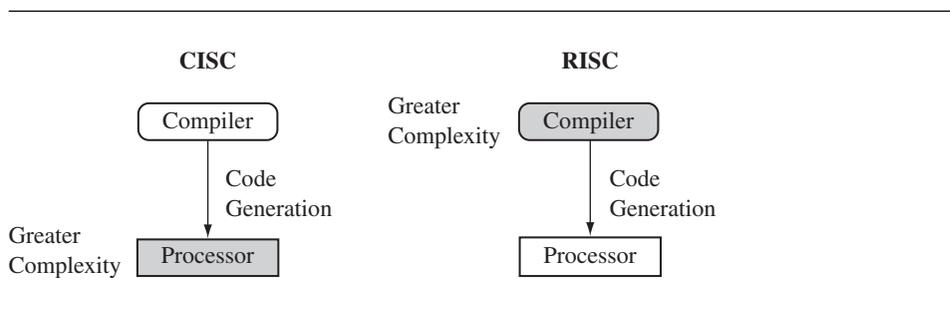 CISC
Compiler
Code
Generation
Greater
Complexity
Processor
RISC
Greater
Complexity
Compiler
Code
Generation
Processor